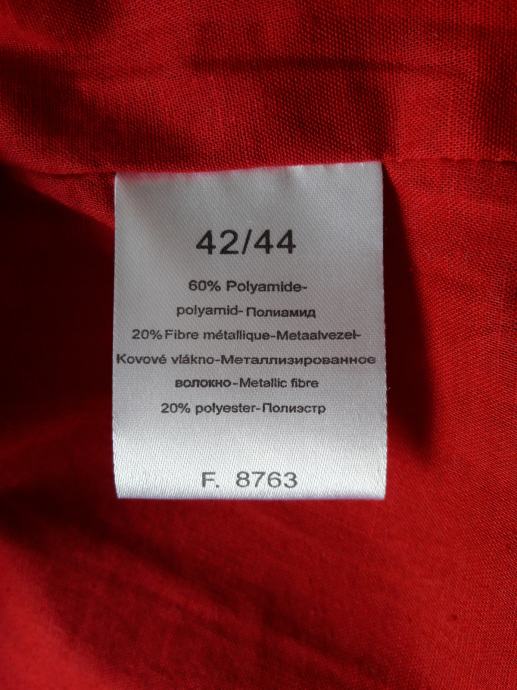 42/44
60% Polyamide-
polyamid-Полиамид
20%Fibre métallique-Metaalvezel-
Kovové vlákno-Металлизированное
волокно-Metallic fibre
20% polyester-Полиэстр
F. 8763